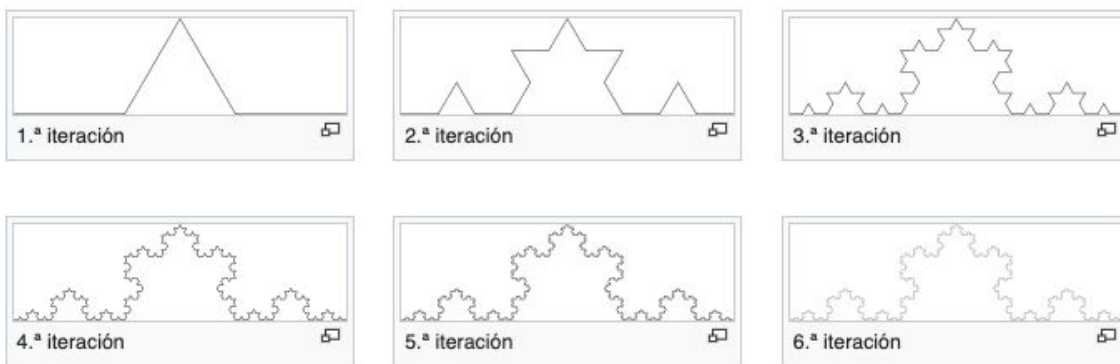 1.ª iteración
2.ª iteración
3.ª iteración
4.ª iteración
5.ª iteración
6.ª iteración